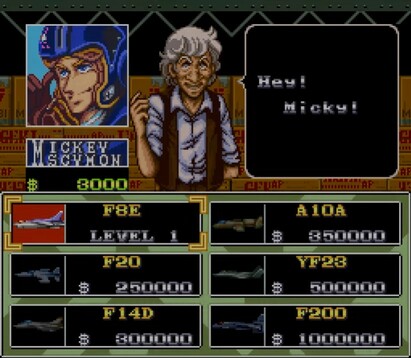 Hey!
Micky!
MICKEY
SCYMON
$ 3000
F8E
LEVEL 1
A10A
$ 350000
F20
$ 250000
YF23
$ 500000
F14D
$ 300000
F200
$ 1000000